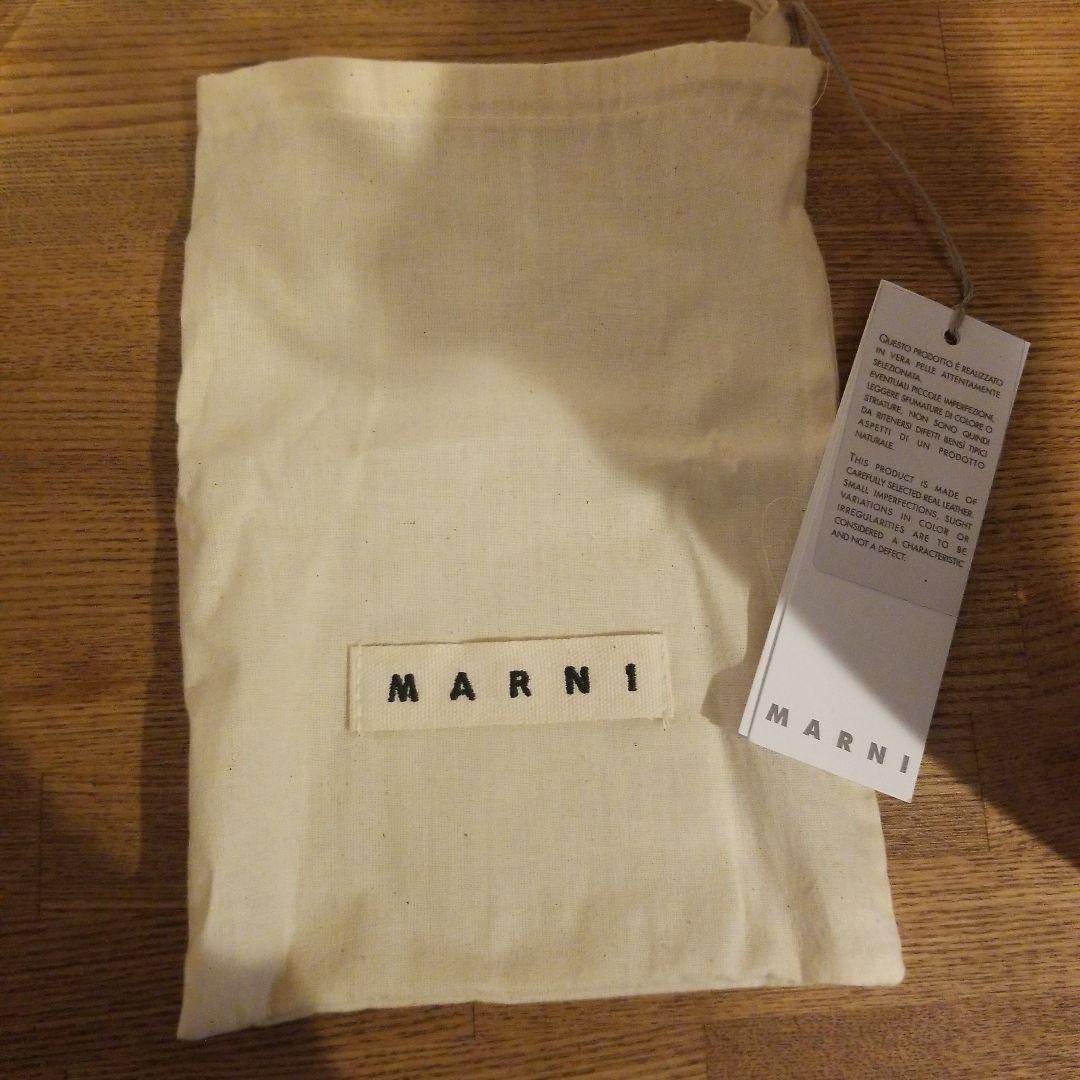 MARNI
QUESTO PRODOTTO É REALIZZATO
IN VERA PELLE ATTENTAMENTE
SELEZIONATA.
EVENTUALI PICCOLE IMPERFEZIONI,
LEGGERE SFUMATURE DI COLORE O
STRIATURE, NON SONO QUINDI
DA RITENERSI DIFETTI BENSÌ TIPICI
ASPETTI DI UN PRODOTTO
NATURALE.
THIS PRODUCT IS MADE OF
CAREFULLY SELECTED REAL LEATHER.
SMALL IMPERFECTIONS, SLIGHT
VARIATIONS IN COLOR OR
IRREGULARITIES ARE TO BE
CONSIDERED A CHARACTERISTIC
AND NOT A DEFECT.
MARNI